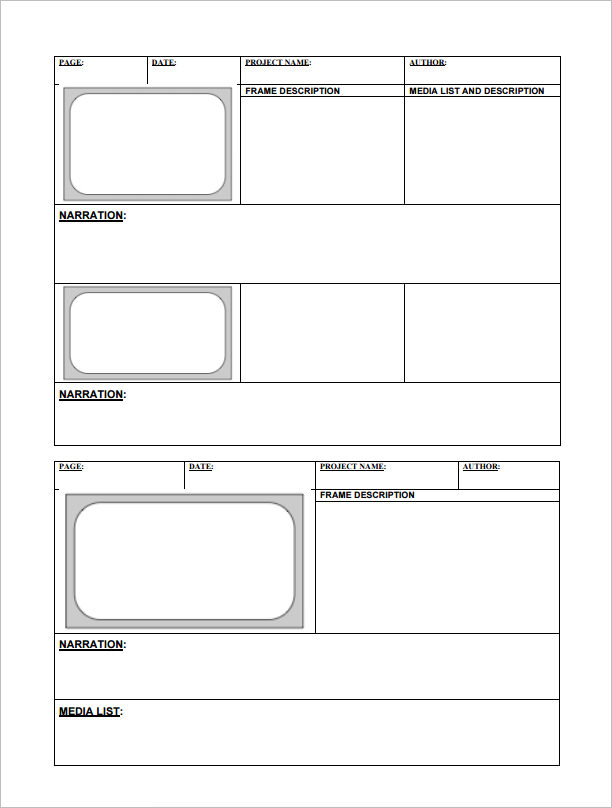 PAGE: DATE: PROJECT NAME: AUTHOR:
FRAME DESCRIPTION MEDIA LIST AND DESCRIPTION
NARRATION:
NARRATION:
PAGE: DATE: PROJECT NAME: AUTHOR:
FRAME DESCRIPTION
NARRATION:
MEDIA LIST: